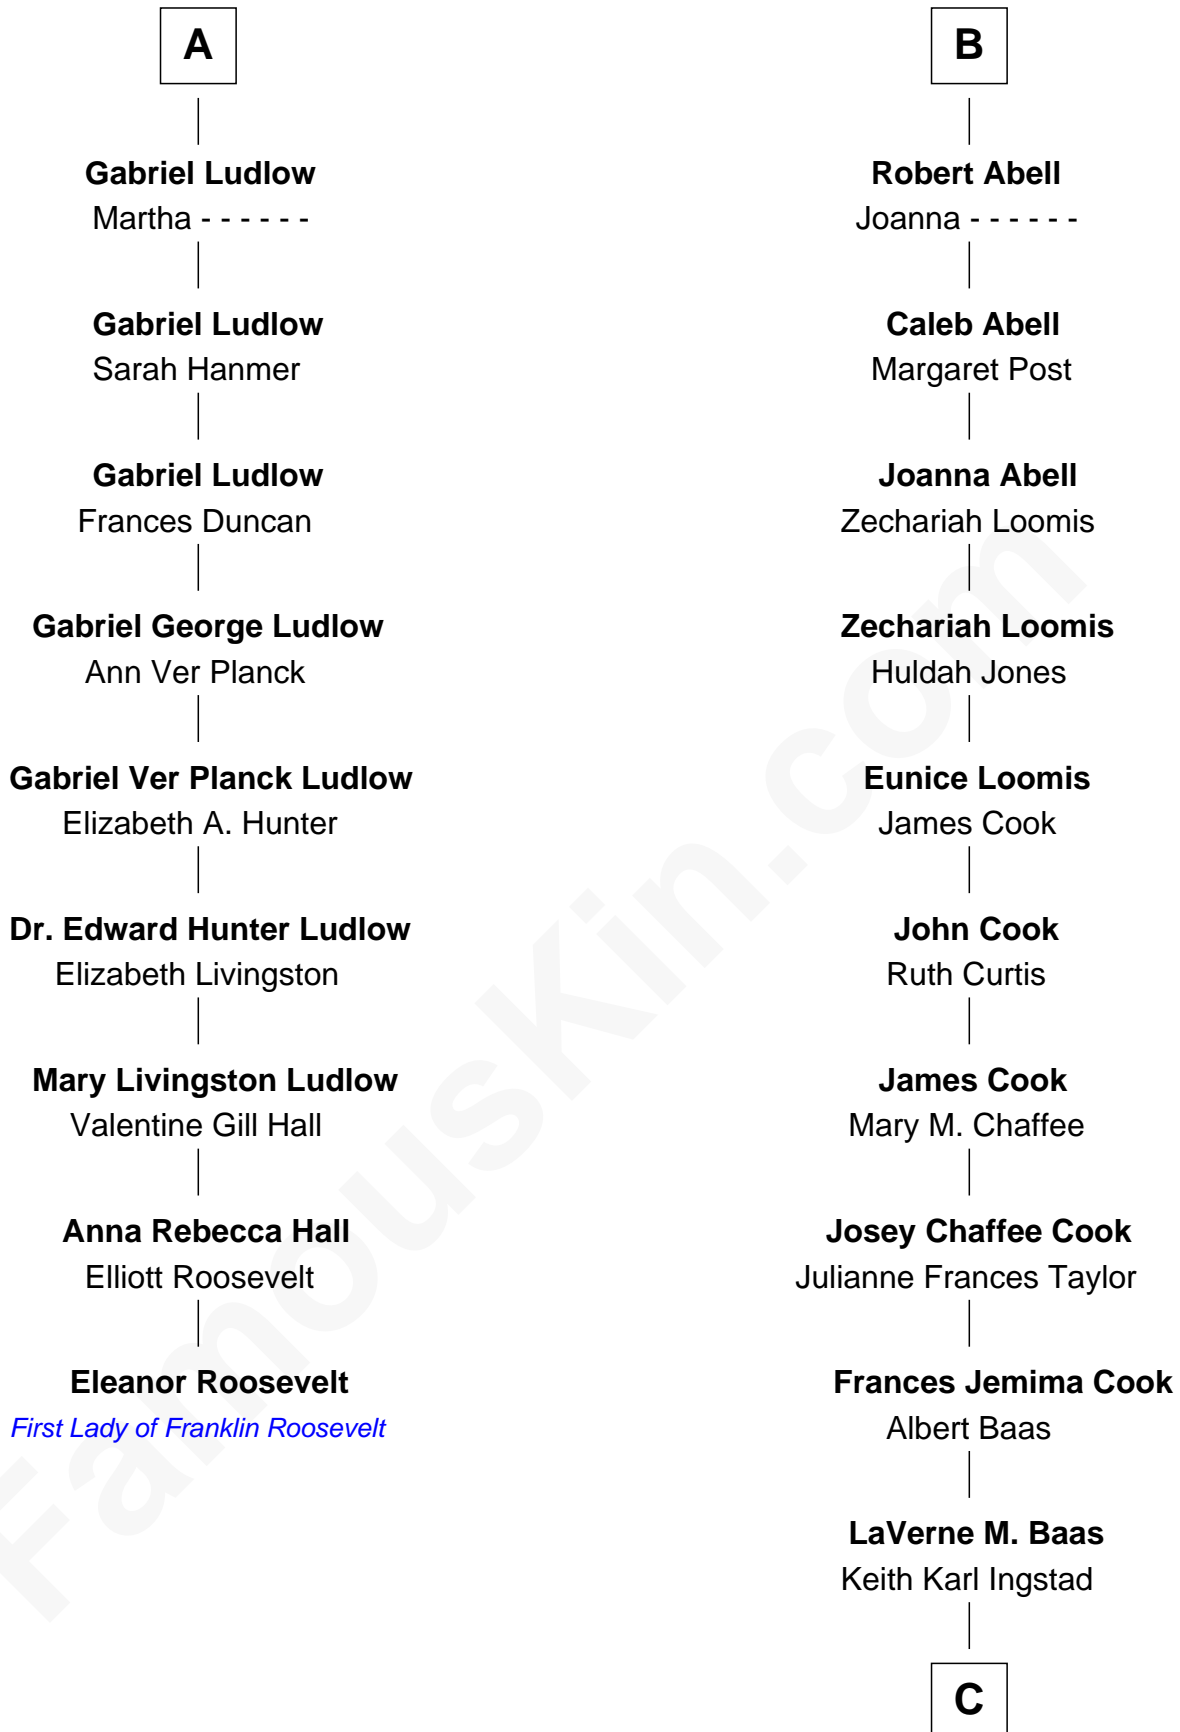 A
Gabriel Ludlow
Martha - - - - - -
Gabriel Ludlow
Sarah Hanmer
Gabriel Ludlow
Frances Duncan
Gabriel George Ludlow
Ann Ver Planck
Gabriel Ver Planck Ludlow
Elizabeth A. Hunter
Dr. Edward Hunter Ludlow
Elizabeth Livingston
Mary Livingston Ludlow
Valentine Gill Hall
Anna Rebecca Hall
Elliott Roosevelt
Eleanor Roosevelt
First Lady of Franklin Roosevelt
B
Robert Abell
Joanna - - - - - -
Caleb Abell
Margaret Post
Joanna Abell
Zechariah Loomis
Zechariah Loomis
Huldah Jones
Eunice Loomis
James Cook
John Cook
Ruth Curtis
James Cook
Mary M. Chaffee
Josey Chaffee Cook
Julianne Frances Taylor
Frances Jemima Cook
Albert Baas
LaVerne M. Baas
Keith Karl Ingstad
C
FamousKin.com